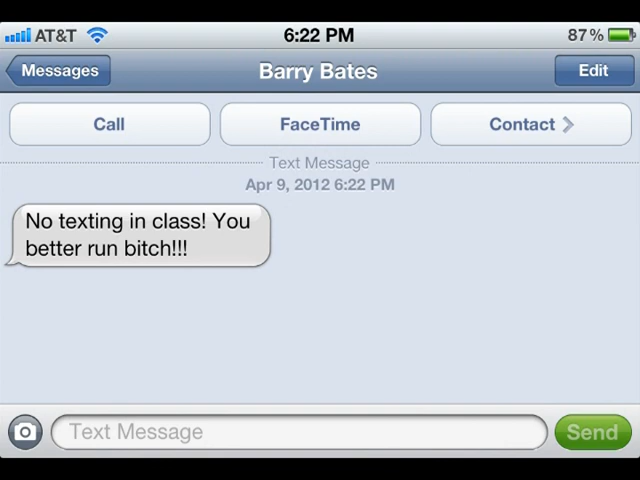 AT&T 6:22 PM 87%
Messages Barry Bates Edit
Call FaceTime Contact
Text Message
Apr 9, 2012 6:22 PM
No texting in class! You
better run bitch!!!
Text Message Send